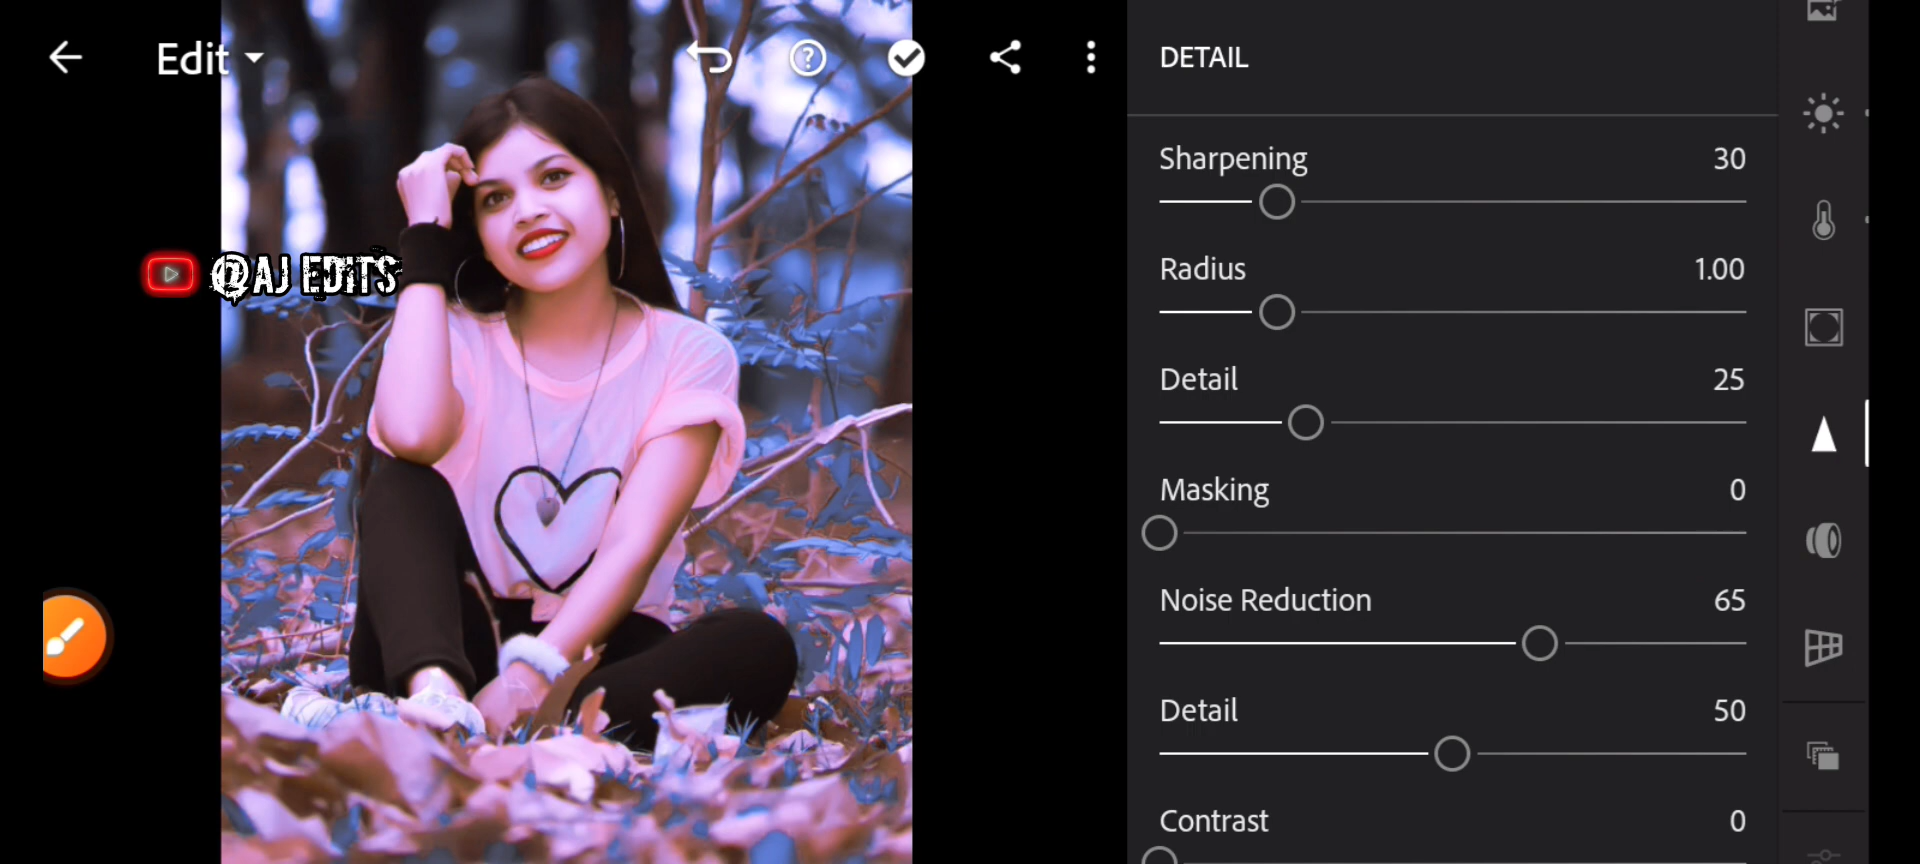 Edit
@AJ EDITS
DETAIL
Sharpening 30
Radius 1.00
Detail 25
Masking 0
Noise Reduction 65
Detail 50
Contrast 0